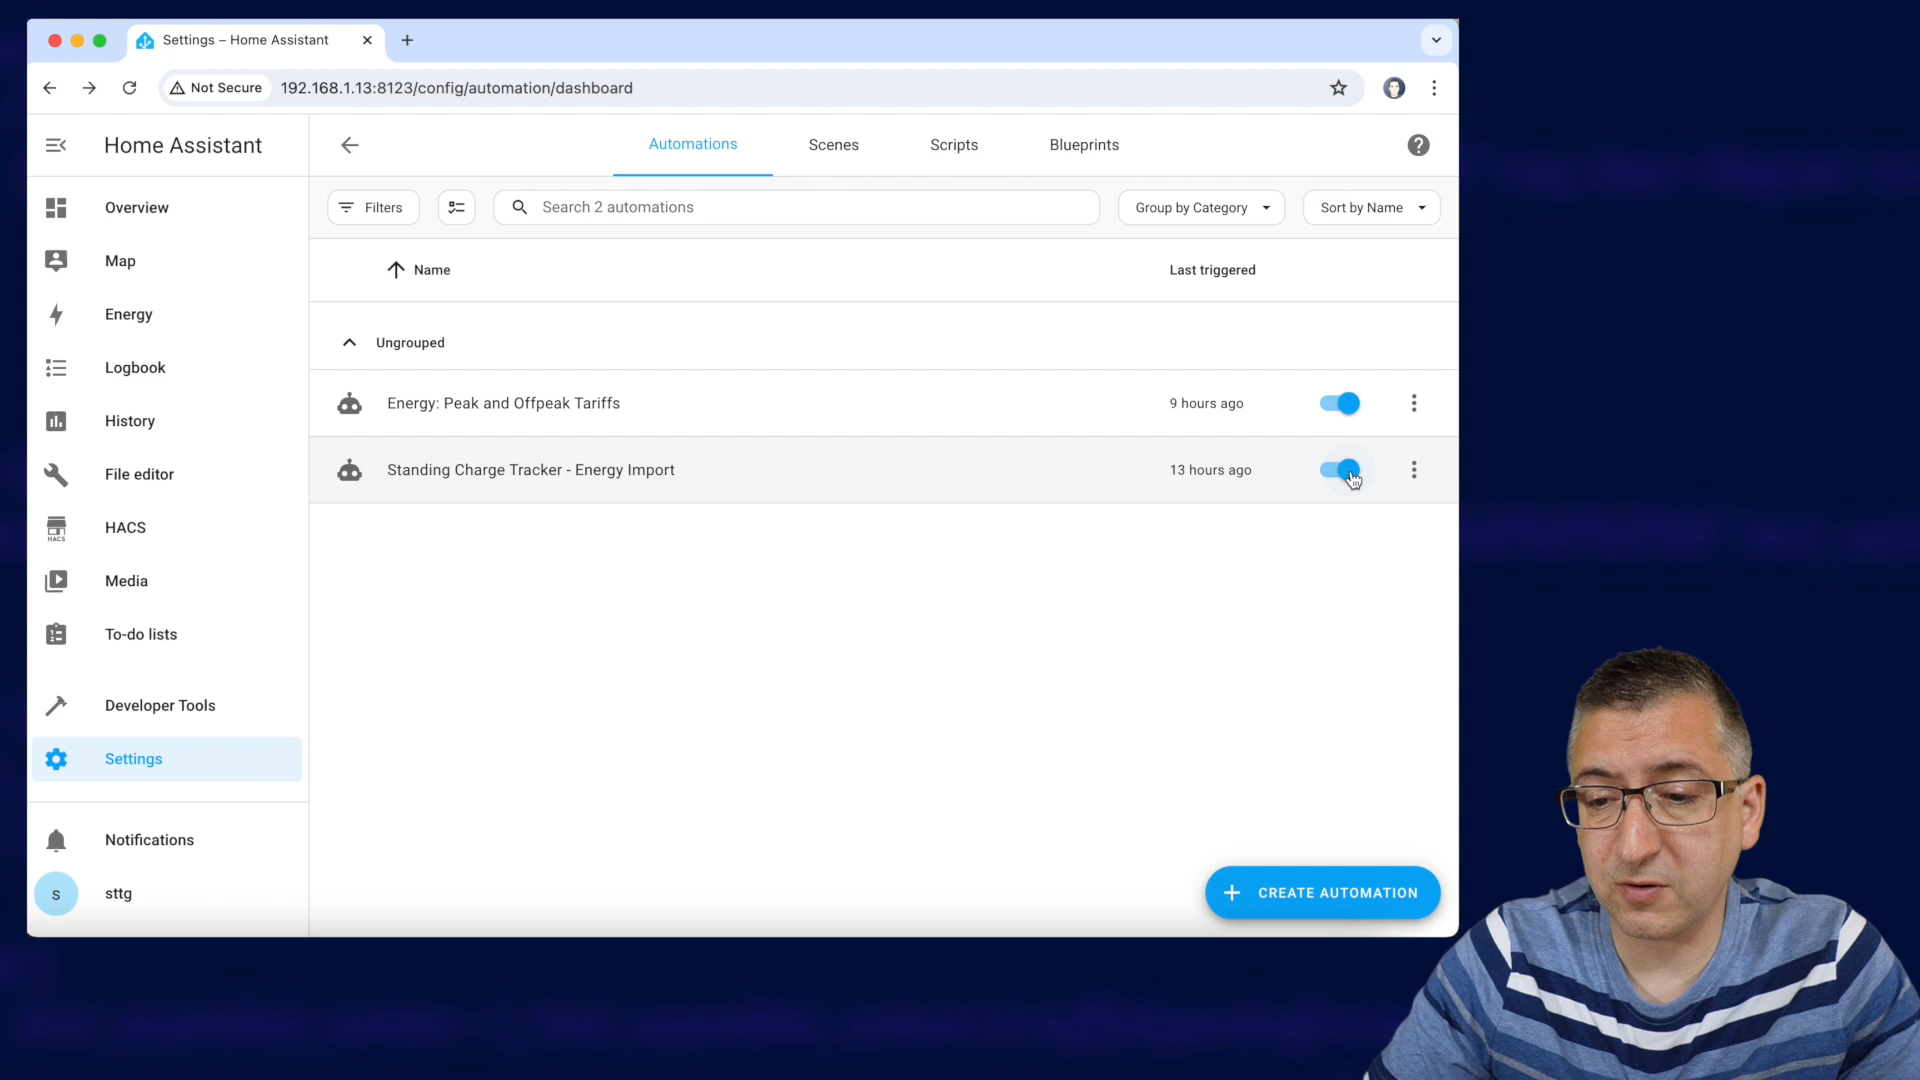 Settings – Home Assistant
Not Secure
192.168.1.13:8123/config/automation/dashboard
Home Assistant
Automations
Scenes
Scripts
Blueprints
Overview
Filters
Search 2 automations
Group by Category
Sort by Name
Map
Name
Last triggered
Energy
Ungrouped
Logbook
Energy: Peak and Offpeak Tariffs
9 hours ago
History
Standing Charge Tracker - Energy Import
13 hours ago
File editor
HACS
HACS
Media
To-do lists
Developer Tools
Settings
Notifications
s
sttg
CREATE AUTOMATION